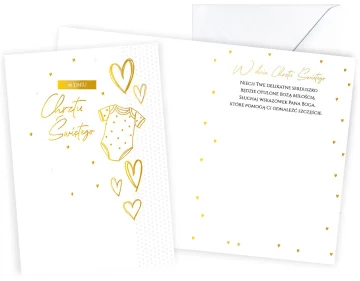 W DNIU
Chrztu
Świętego
W dniu Chrztu Świętego
Niech Twe delikatne serduszko
będzie otulone Bożą miłością.
Słuchaj wskazówek Pana Boga,
które pomogą Ci odnaleźć szczęście.